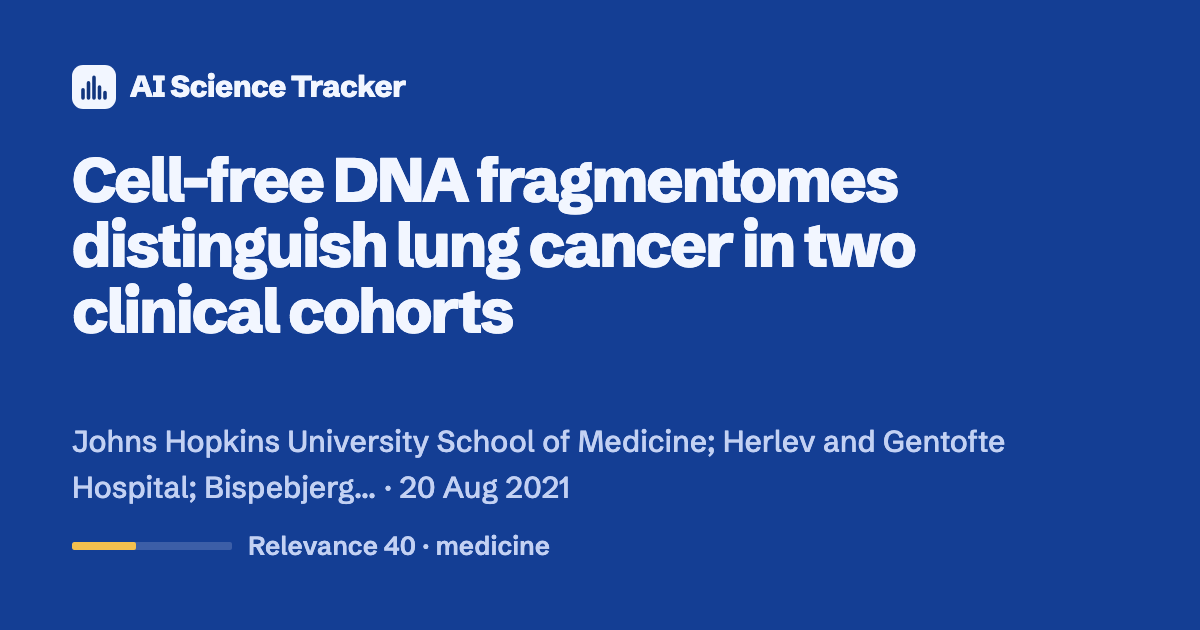 AI Science Tracker
Cell-free DNA fragmentomes
distinguish lung cancer in two
clinical cohorts
Johns Hopkins University School of Medicine; Herlev and Gentofte
Hospital; Bispebjerg... · 20 Aug 2021
Relevance 40 · medicine